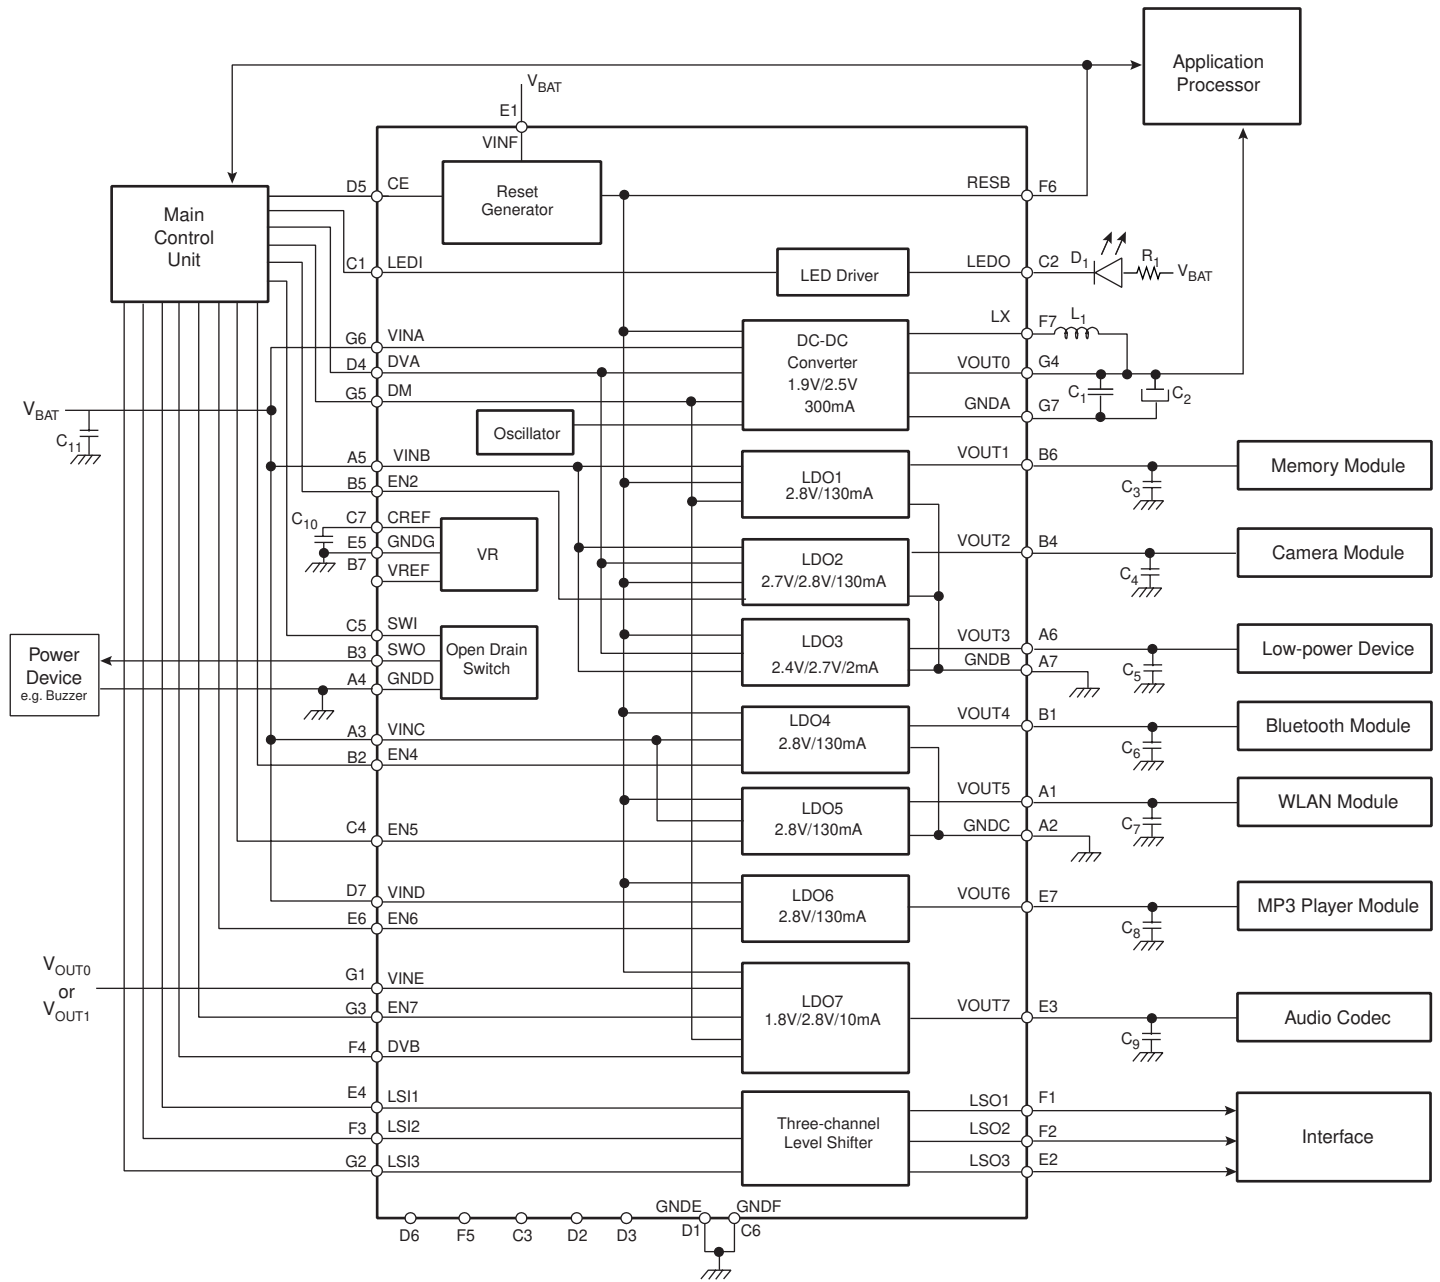 Application
Processor
VBAT
E1
VINF
Main
Control
Unit
D5
CE
Reset
Generator
RESB
F6
C1
LEDI
LED Driver
LEDO
C2
D1
R1
VBAT
G6
VINA
D4
DVA
G5
DM
DC-DC
Converter
1.9V/2.5V
300mA
LX
F7
L1
VOUT0
G4
GNDA
G7
C1
C2
VBAT
C11
Oscillator
A5
VINB
B5
EN2
LDO1
2.8V/130mA
VOUT1
B6
C3
Memory Module
C10
C7
CREF
E5
GNDG
B7
VREF
VR
LDO2
2.7V/2.8V/130mA
VOUT2
B4
C4
Camera Module
Power
Device
e.g. Buzzer
C5
SWI
B3
SWO
A4
GNDD
Open Drain
Switch
LDO3
2.4V/2.7V/2mA
VOUT3
A6
GNDB
A7
C5
Low-power Device
A3
VINC
B2
EN4
LDO4
2.8V/130mA
VOUT4
B1
C6
Bluetooth Module
C4
EN5
LDO5
2.8V/130mA
VOUT5
A1
GNDC
A2
C7
WLAN Module
D7
VIND
E6
EN6
LDO6
2.8V/130mA
VOUT6
E7
C8
MP3 Player Module
VOUT0
or
VOUT1
G1
VINE
G3
EN7
F4
DVB
LDO7
1.8V/2.8V/10mA
VOUT7
E3
C9
Audio Codec
E4
LSI1
F3
LSI2
G2
LSI3
Three-channel
Level Shifter
LSO1
F1
LSO2
F2
LSO3
E2
Interface
GNDE
GNDF
D6
F5
C3
D2
D3
D1
C6